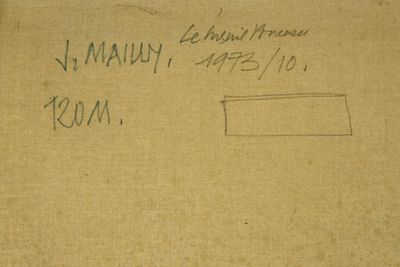 J. MAILLY. Le Mesnil
1973/10.
120M.